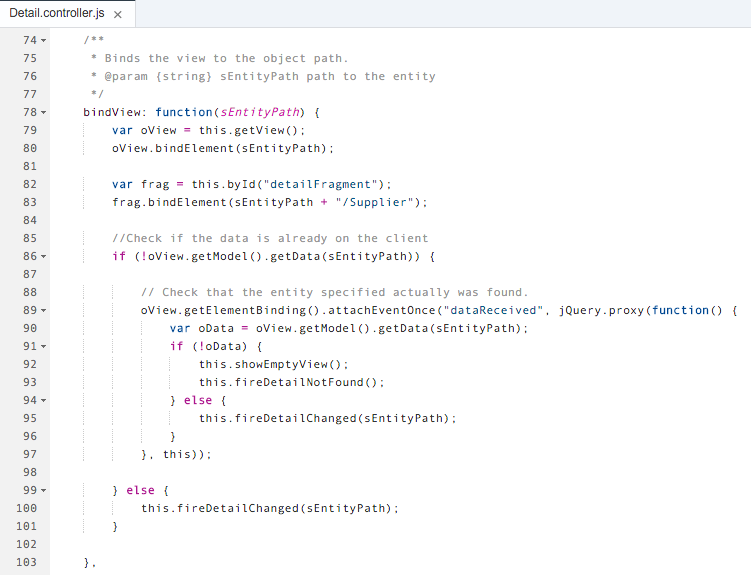 Detail.controller.js ×
74 /**
75 * Binds the view to the object path.
76 * @param {string} sEntityPath path to the entity
77 */
78 bindView: function(sEntityPath) {
79 var oView = this.getView();
80 oView.bindElement(sEntityPath);
81
82 var frag = this.byId("detailFragment");
83 frag.bindElement(sEntityPath + "/Supplier");
84
85 //Check if the data is already on the client
86 if (!oView.getModel().getData(sEntityPath)) {
87
88 // Check that the entity specified actually was found.
89 oView.getElementBinding().attachEventOnce("dataReceived", jQuery.proxy(function() {
90 var oData = oView.getModel().getData(sEntityPath);
91 if (!oData) {
92 this.showEmptyView();
93 this.fireDetailNotFound();
94 } else {
95 this.fireDetailChanged(sEntityPath);
96 }
97 }, this));
98
99 } else {
100 this.fireDetailChanged(sEntityPath);
101 }
102
103 },